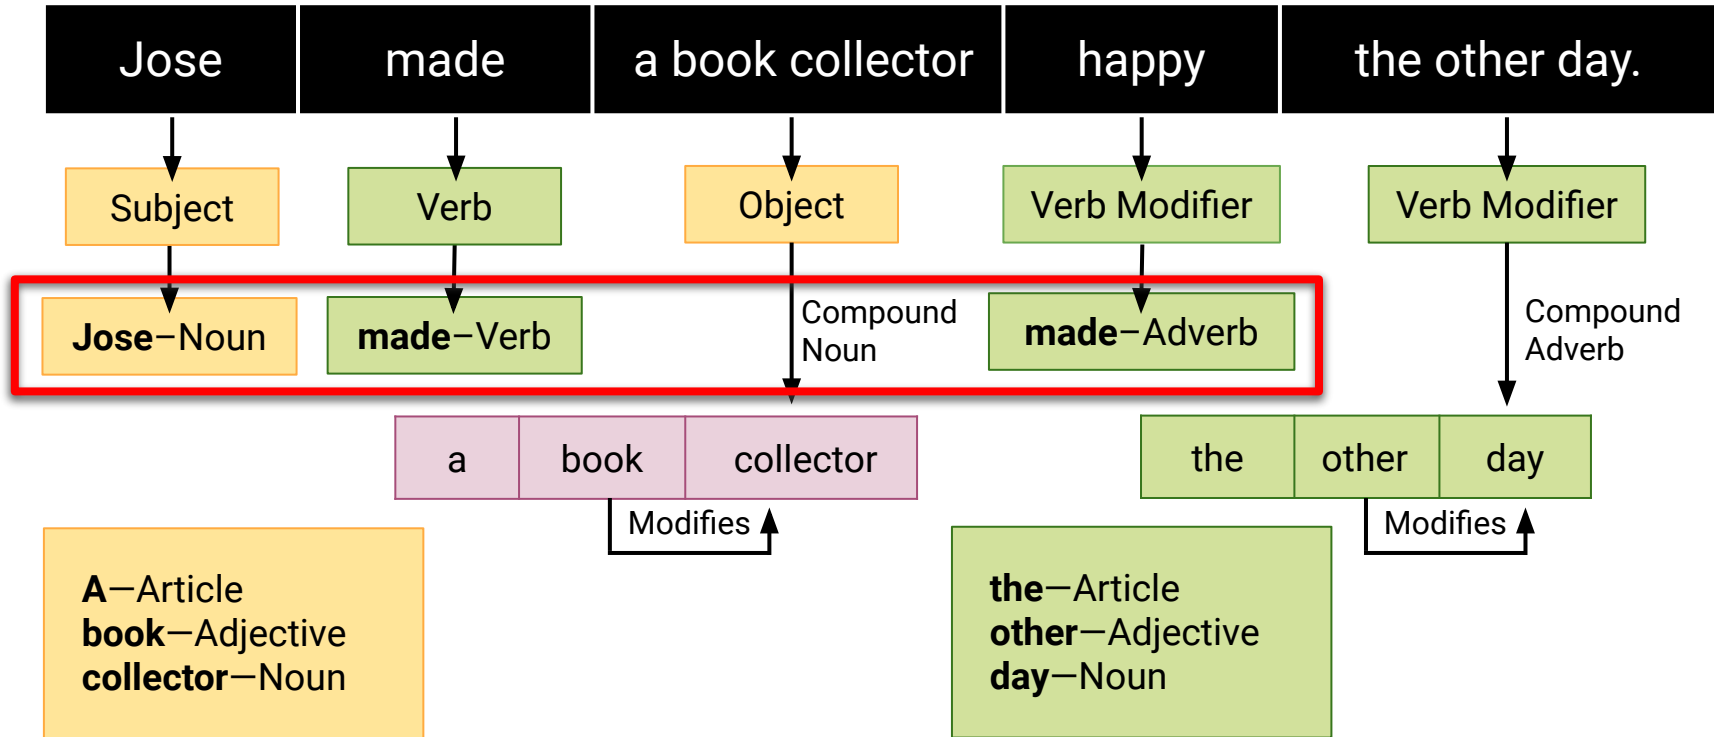 Jose made a book collector happy the other day.
Subject Verb Object Verb Modifier Verb Modifier
Jose–Noun made–Verb Compound Noun made–Adverb Compound Adverb
a book collector the other day
Modifies Modifies
A—Article
book—Adjective
collector—Noun
the—Article
other—Adjective
day—Noun